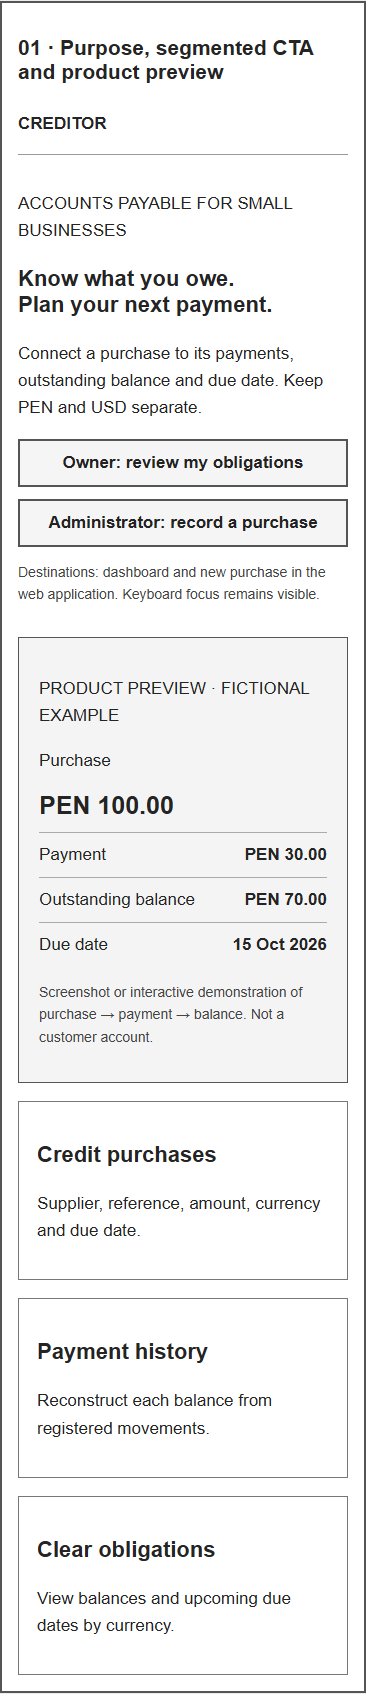 01 · Purpose, segmented CTA
and product preview
CREDITOR
ACCOUNTS PAYABLE FOR SMALL
BUSINESSES
Know what you owe.
Plan your next payment.
Connect a purchase to its payments,
outstanding balance and due date. Keep
PEN and USD separate.
Owner: review my obligations
Administrator: record a purchase
Destinations: dashboard and new purchase in the
web application. Keyboard focus remains visible.
PRODUCT PREVIEW · FICTIONAL
EXAMPLE
Purchase
PEN 100.00
Payment PEN 30.00
Outstanding balance PEN 70.00
Due date 15 Oct 2026
Screenshot or interactive demonstration of
purchase → payment → balance. Not a
customer account.
Credit purchases
Supplier, reference, amount, currency
and due date.
Payment history
Reconstruct each balance from
registered movements.
Clear obligations
View balances and upcoming due
dates by currency.